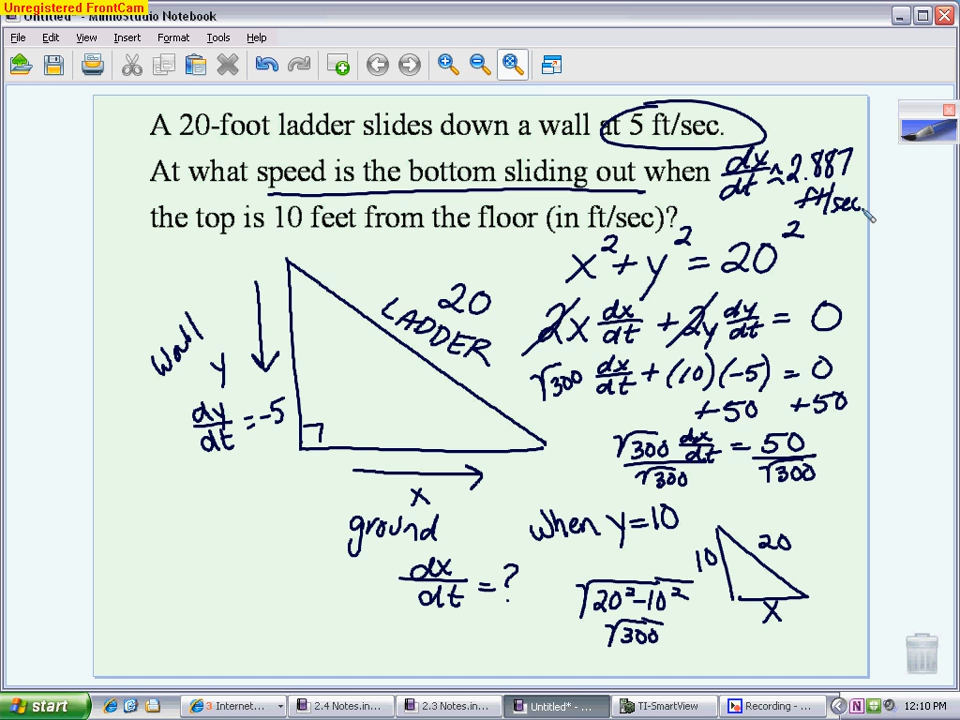 Unregistered FrontCam
Untitled* - MimioStudio Notebook
File Edit View Insert Format Tools Help
A 20-foot ladder slides down a wall at 5 ft/sec.
At what speed is the bottom sliding out when
the top is 10 feet from the floor (in ft/sec)?
dx/dt ≈ 2.887
ft/sec
x² + y² = 20²
2x dx/dt + 2y dy/dt = 0
√300 dx/dt + (10)(-5) = 0
+50 +50
√300 dx/dt / √300 = 50 / √300
20
LADDER
wall
y
dy/dt = -5
x
ground
dx/dt = ?
when y=10
10
20
x
√20²-10²
√300
start
3 Internet...
2.4 Notes.in...
2.3 Notes.in...
Untitled* - ...
TI-SmartView
Recording - ...
12:10 PM